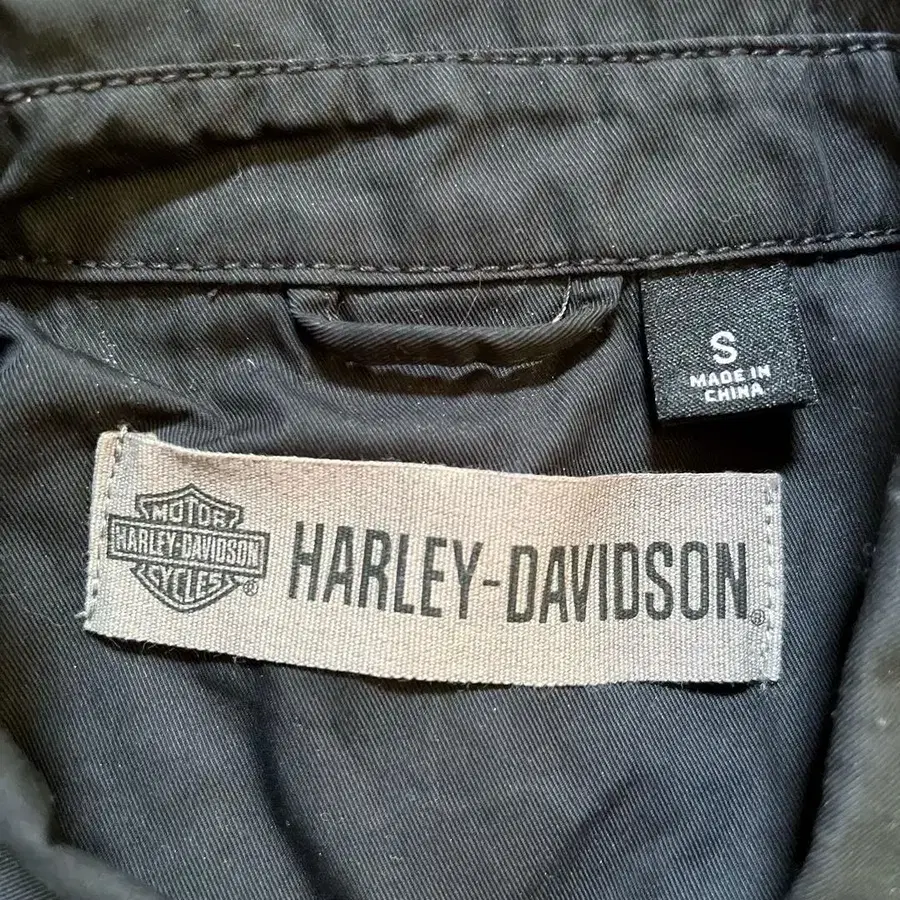 S
MADE IN
CHINA
MOTOR
HARLEY-DAVIDSON
CYCLES®
HARLEY-DAVIDSON®